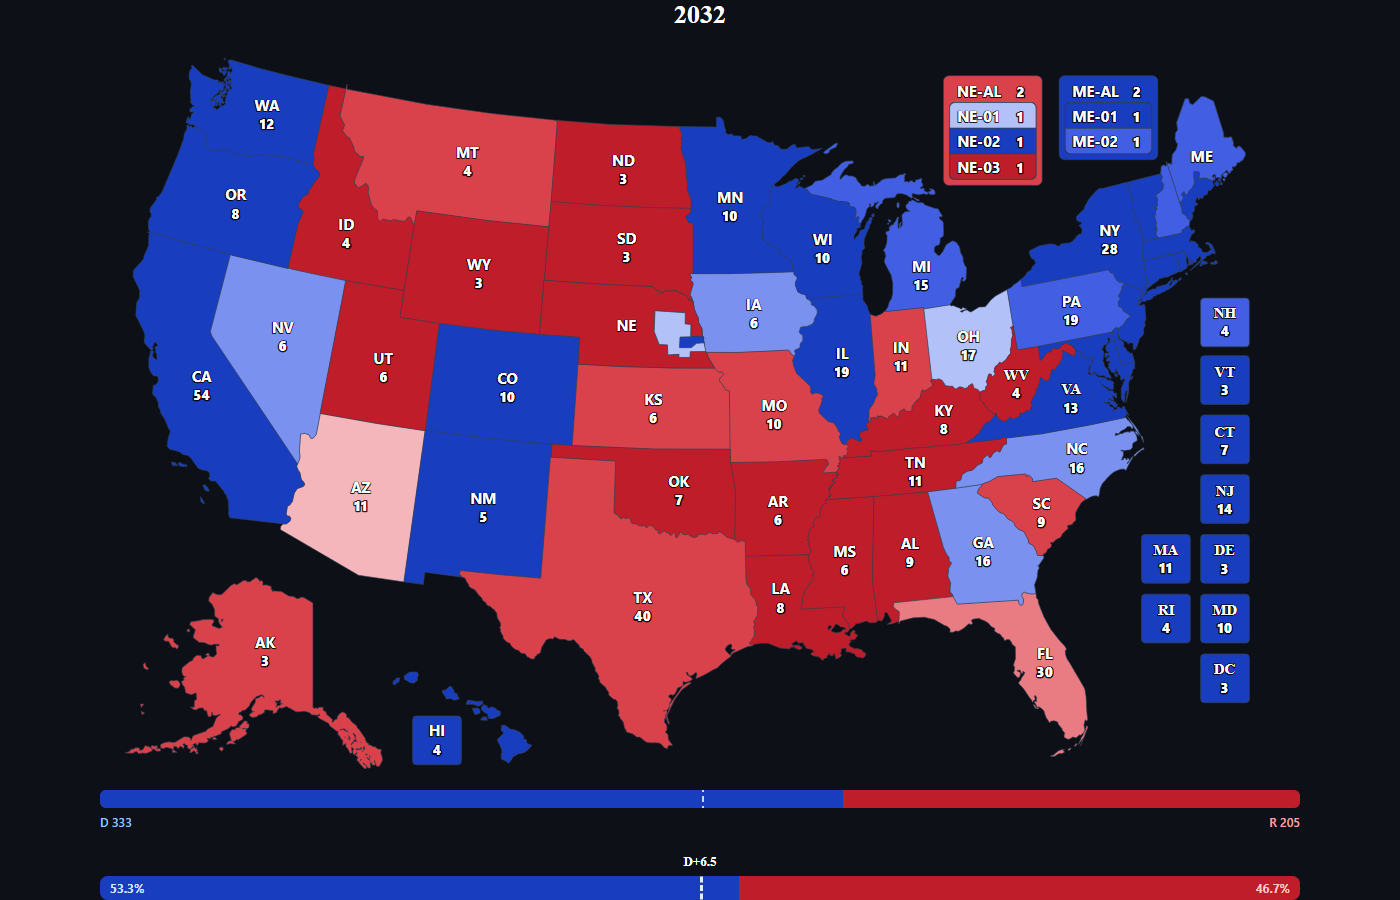 2032
NE-AL 2
NE-01 1
NE-02 1
NE-03 1
ME-AL 2
ME-01 1
ME-02 1
WA
12
OR
8
CA
54
NV
6
ID
4
MT
4
WY
3
UT
6
AZ
11
CO
10
NM
5
ND
3
SD
3
NE
KS
6
OK
7
TX
40
MN
10
IA
6
MO
10
AR
6
LA
8
WI
10
IL
19
MI
15
IN
11
OH
17
KY
8
TN
11
MS
6
AL
9
GA
16
FL
30
SC
9
NC
16
VA
13
WV
4
PA
19
NY
28
ME
NH
4
VT
3
CT
7
NJ
14
MA
11
DE
3
RI
4
MD
10
DC
3
AK
3
HI
4
D 333
R 205
D+6.5
53.3%
46.7%